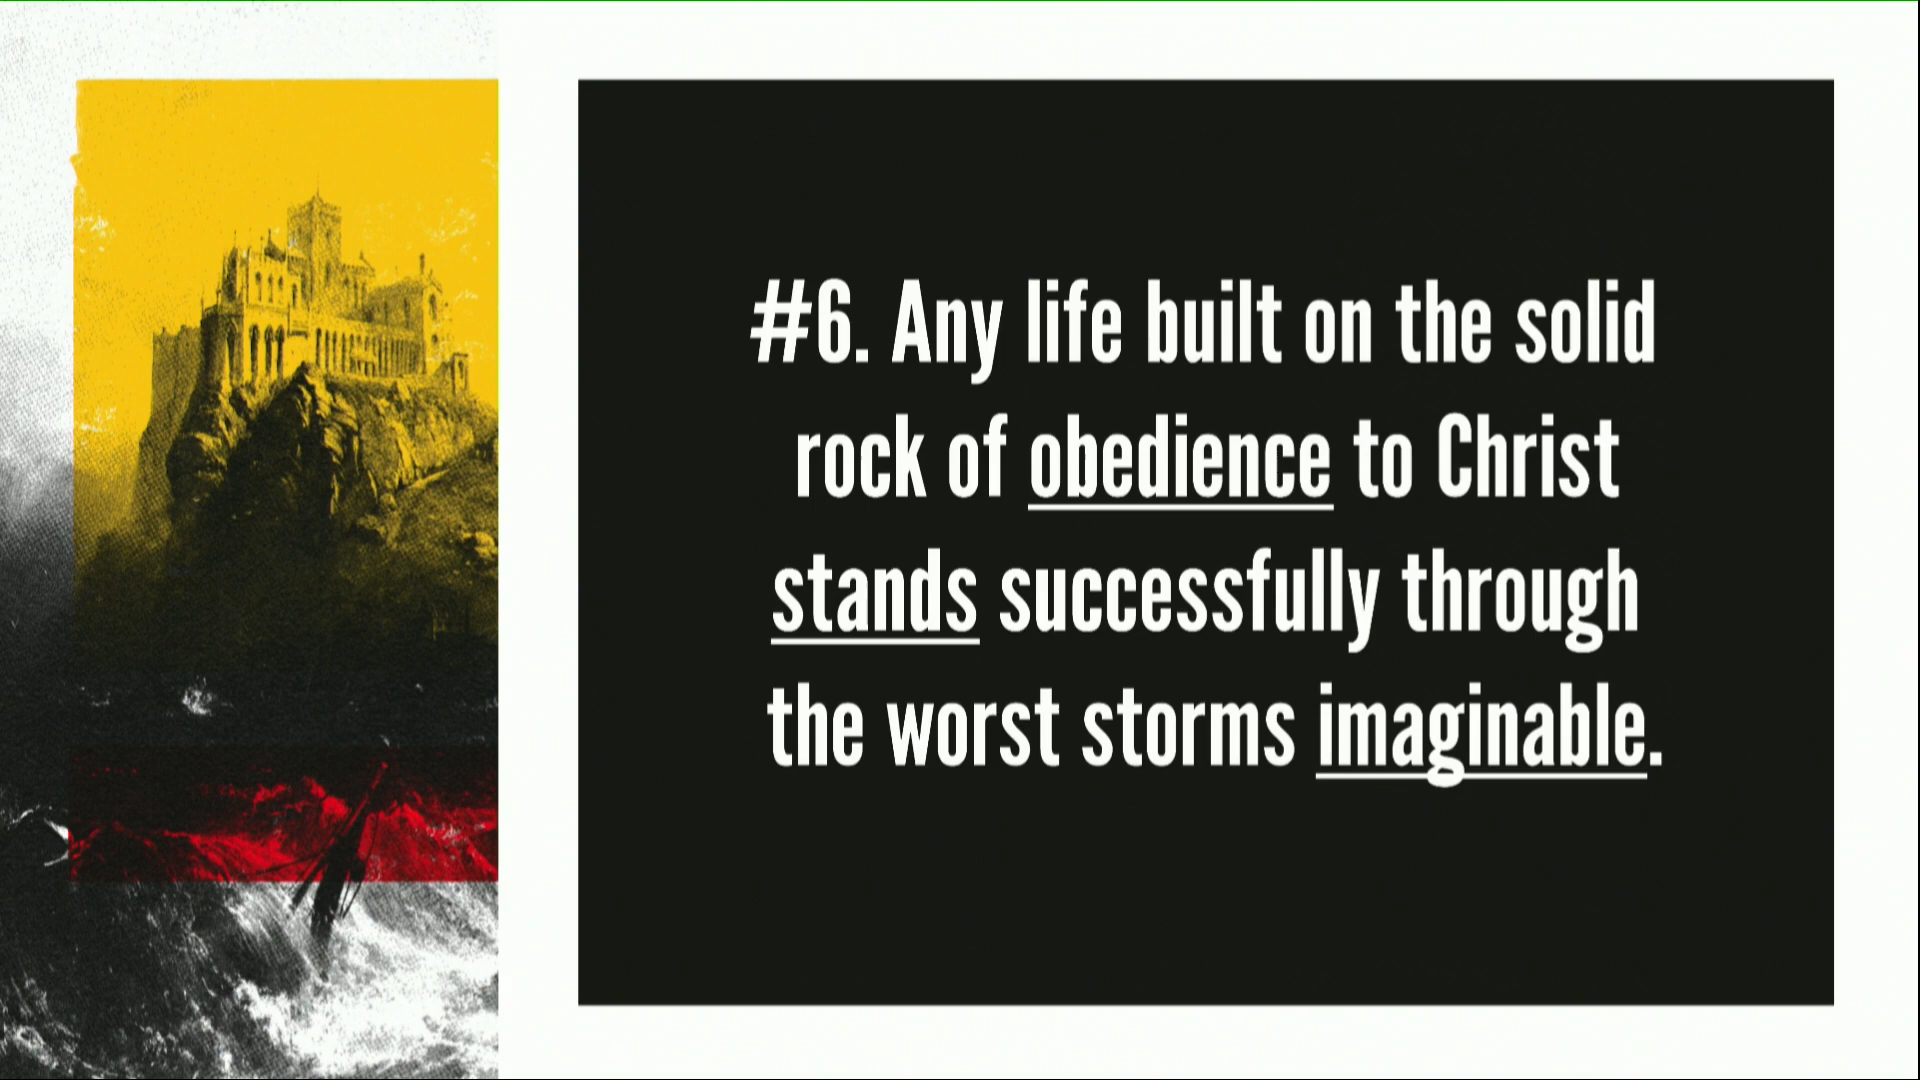 #6. Any life built on the solid
rock of obedience to Christ
stands successfully through
the worst storms imaginable.